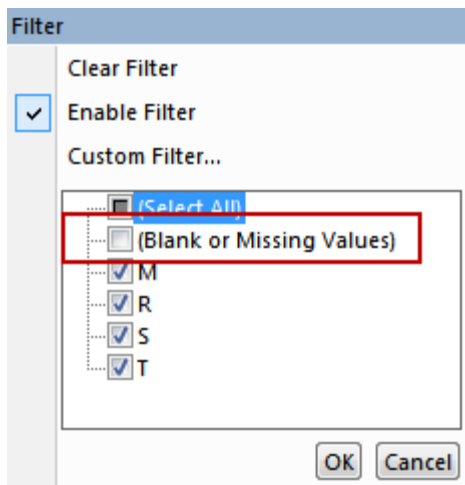 Filter
Clear Filter
Enable Filter
Custom Filter...
(Select All)
(Blank or Missing Values)
M
R
S
T
OK Cancel